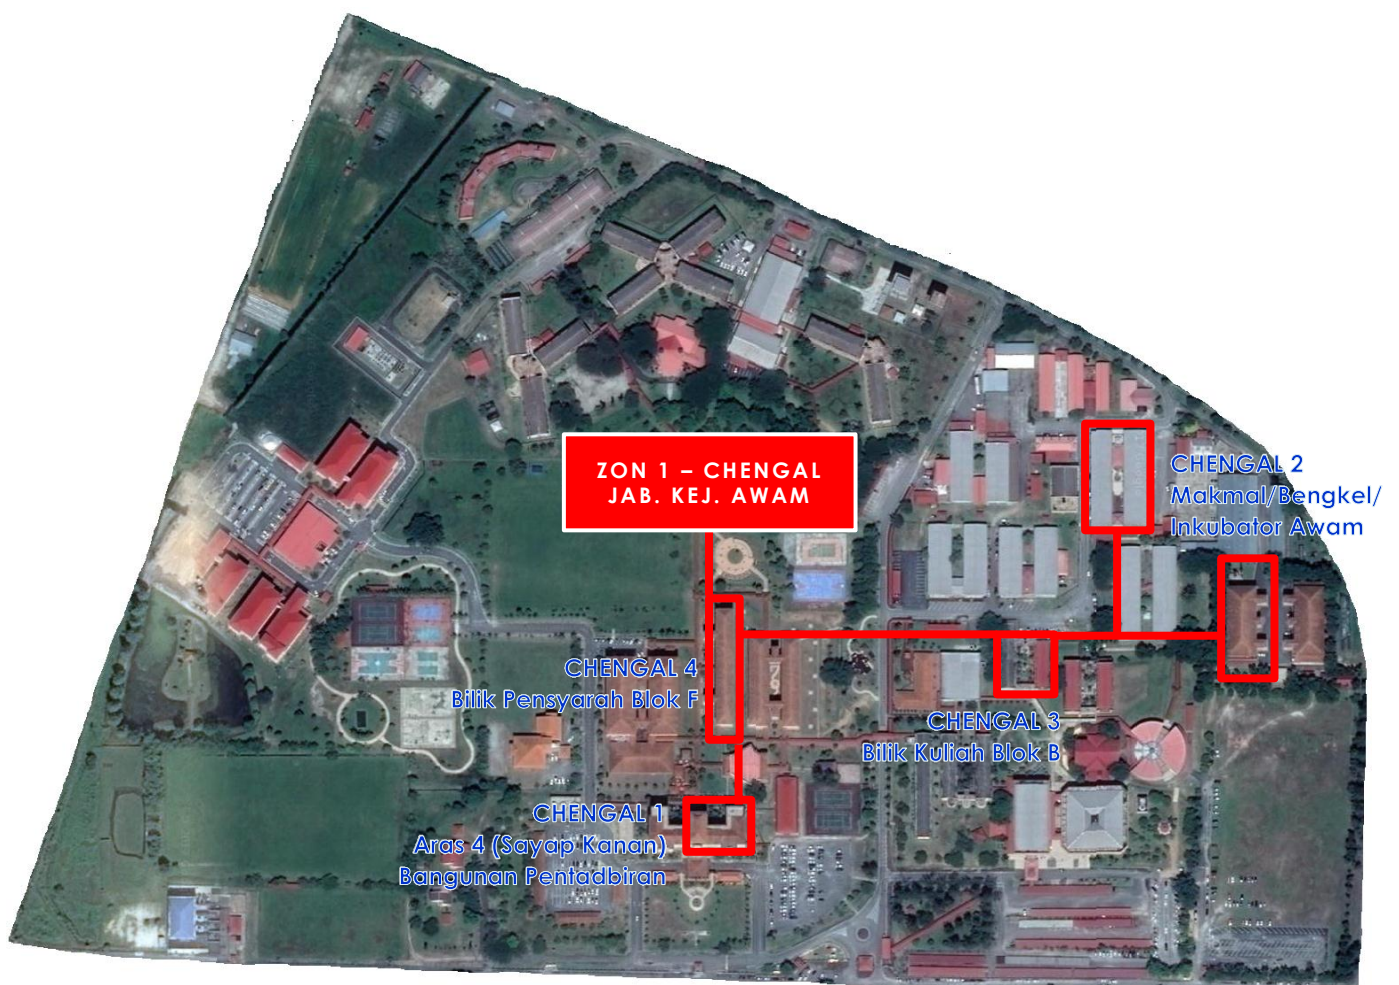 ZON 1 – CHENGAL
JAB. KEJ. AWAM
CHENGAL 2
Makmal/Bengkel/
Inkubator Awam
CHENGAL 4
Bilik Pensyarah Blok F
CHENGAL 3
Bilik Kuliah Blok B
CHENGAL 1
Aras 4 (Sayap Kanan)
Bangunan Pentadbiran